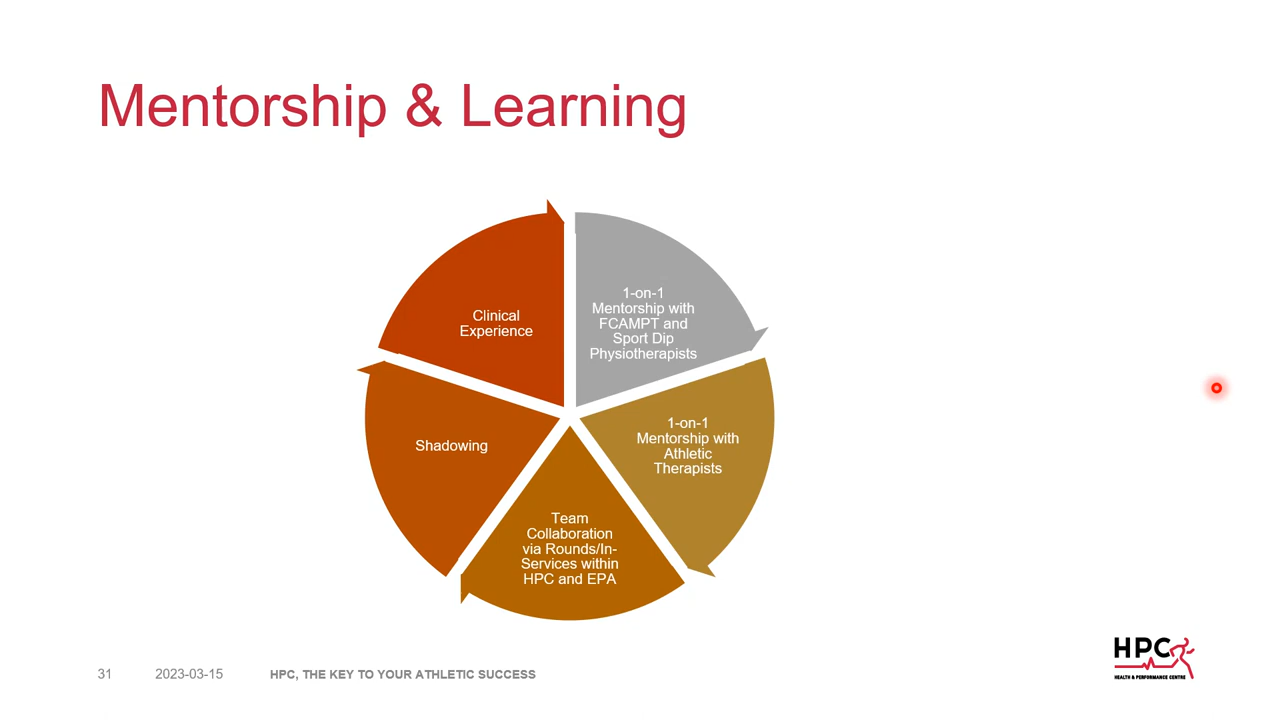 Mentorship & Learning
Clinical
Experience
1-on-1
Mentorship with
FCAMPT and
Sport Dip
Physiotherapists
1-on-1
Mentorship with
Athletic
Therapists
Shadowing
Team
Collaboration
via Rounds/In-
Services within
HPC and EPA
31 2023-03-15 HPC, THE KEY TO YOUR ATHLETIC SUCCESS
HPC
HEALTH & PERFORMANCE CENTRE